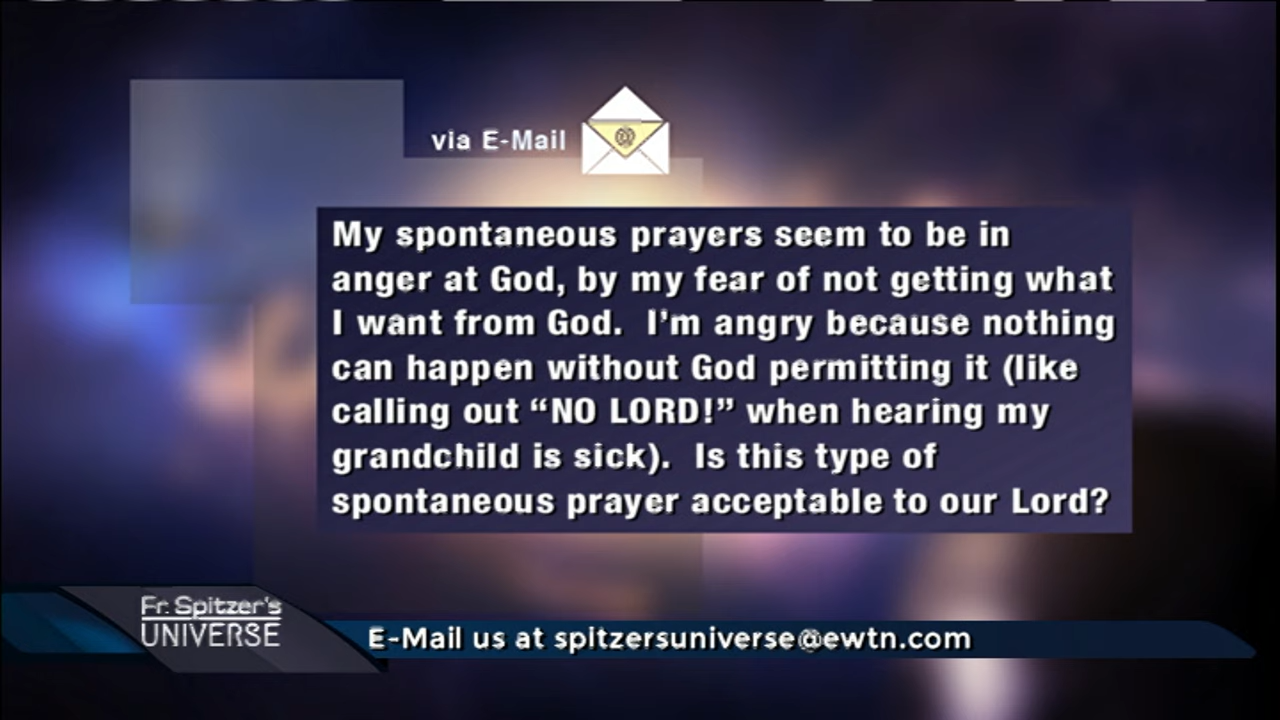 via E-Mail
@
My spontaneous prayers seem to be in
anger at God, by my fear of not getting what
I want from God.  I'm angry because nothing
can happen without God permitting it (like
calling out “NO LORD!” when hearing my
grandchild is sick).  Is this type of
spontaneous prayer acceptable to our Lord?
Fr. Spitzer's
UNIVERSE
E-Mail us at spitzersuniverse@ewtn.com